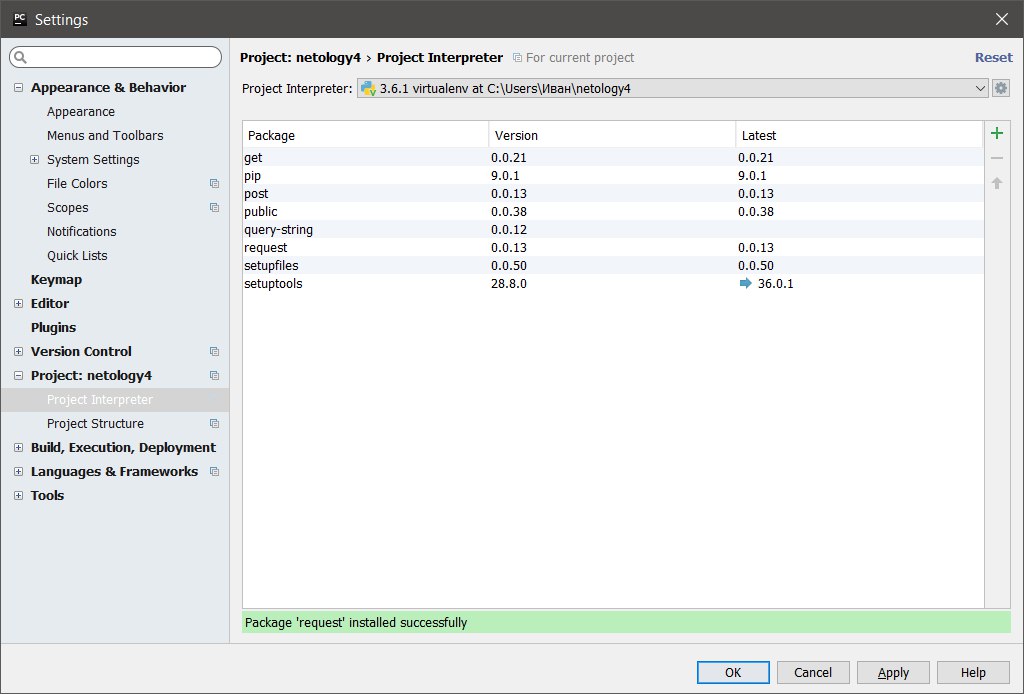 PC Settings
Appearance & Behavior
Appearance
Menus and Toolbars
System Settings
File Colors
Scopes
Notifications
Quick Lists
Keymap
Editor
Plugins
Version Control
Project: netology4
Project Interpreter
Project Structure
Build, Execution, Deployment
Languages & Frameworks
Tools
Project: netology4 › Project Interpreter For current project Reset
Project Interpreter: 3.6.1 virtualenv at C:\Users\Иван\netology4
Package Version Latest
get 0.0.21 0.0.21
pip 9.0.1 9.0.1
post 0.0.13 0.0.13
public 0.0.38 0.0.38
query-string 0.0.12
request 0.0.13 0.0.13
setupfiles 0.0.50 0.0.50
setuptools 28.8.0 36.0.1
Package 'request' installed successfully
OK Cancel Apply Help